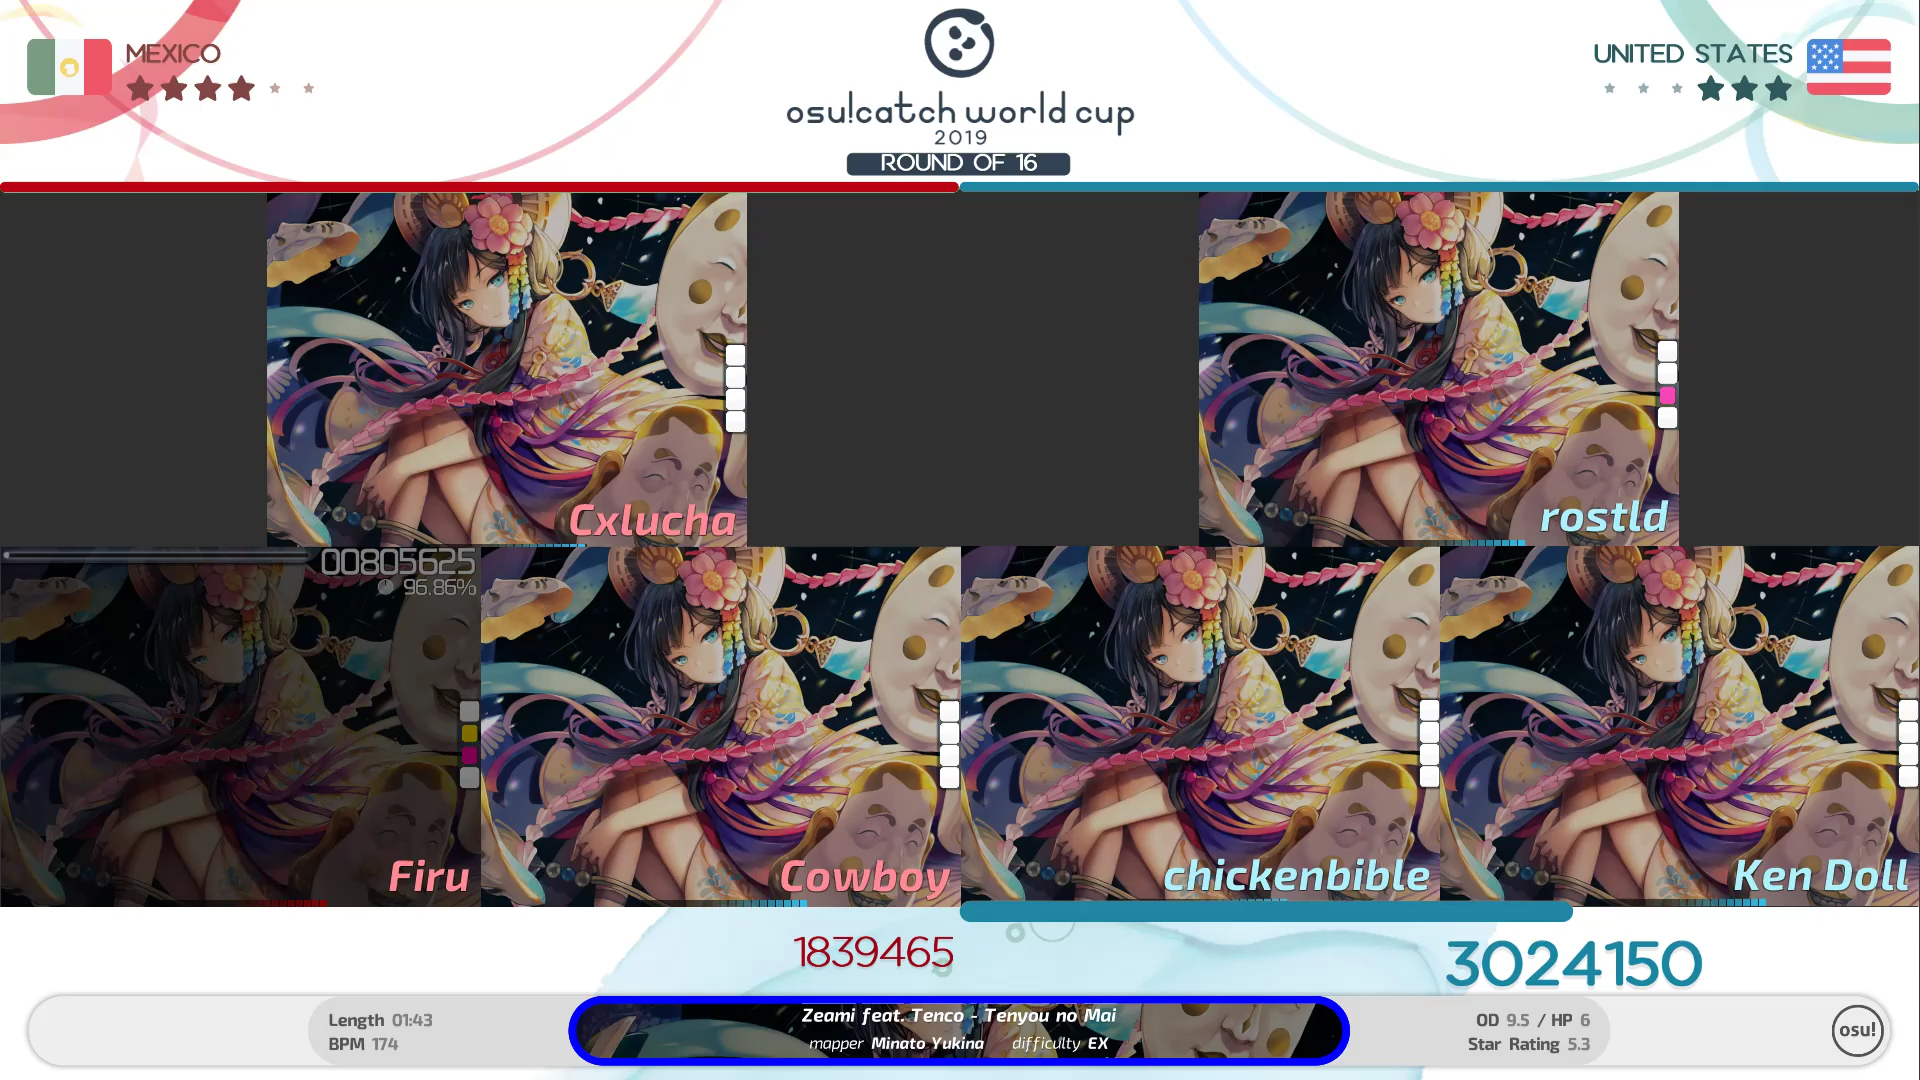 MEXICO
UNITED STATES
osu!catch world cup
2019
ROUND OF 16
Cxlucha
rostld
00805625
96.86%
Firu
Cowboy
chickenbible
Ken Doll
1839465
3024150
Length 01:43
BPM 174
Zeami feat. Tenco - Tenyou no Mai
mapper Minato Yukina difficulty EX
OD 9.5 / HP 6
Star Rating 5.3
osu!